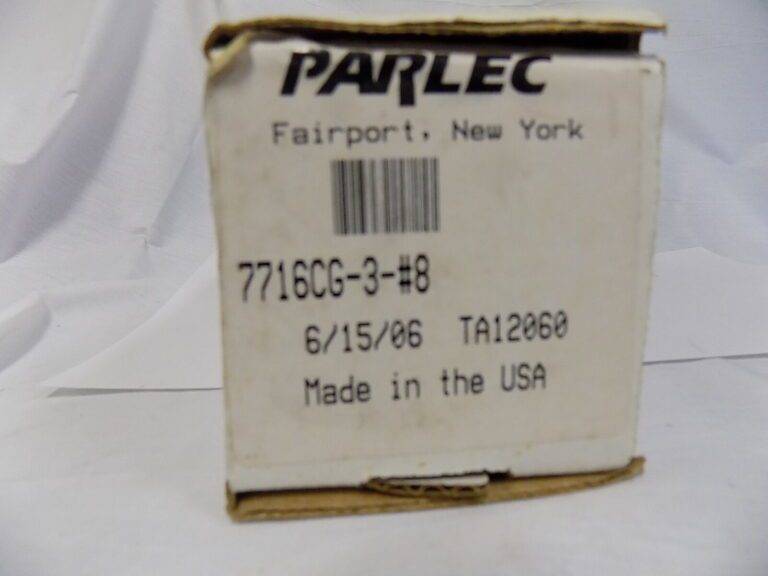 PARLEC
Fairport, New York
7716CG-3-#8
6/15/06 TA12060
Made in the USA